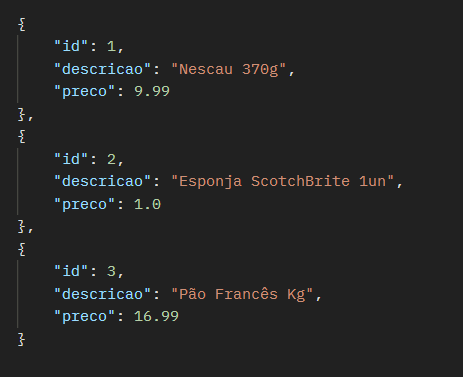 {
"id": 1,
"descricao": "Nescau 370g",
"preco": 9.99
},
{
"id": 2,
"descricao": "Esponja ScotchBrite 1un",
"preco": 1.0
},
{
"id": 3,
"descricao": "Pão Francês Kg",
"preco": 16.99
}